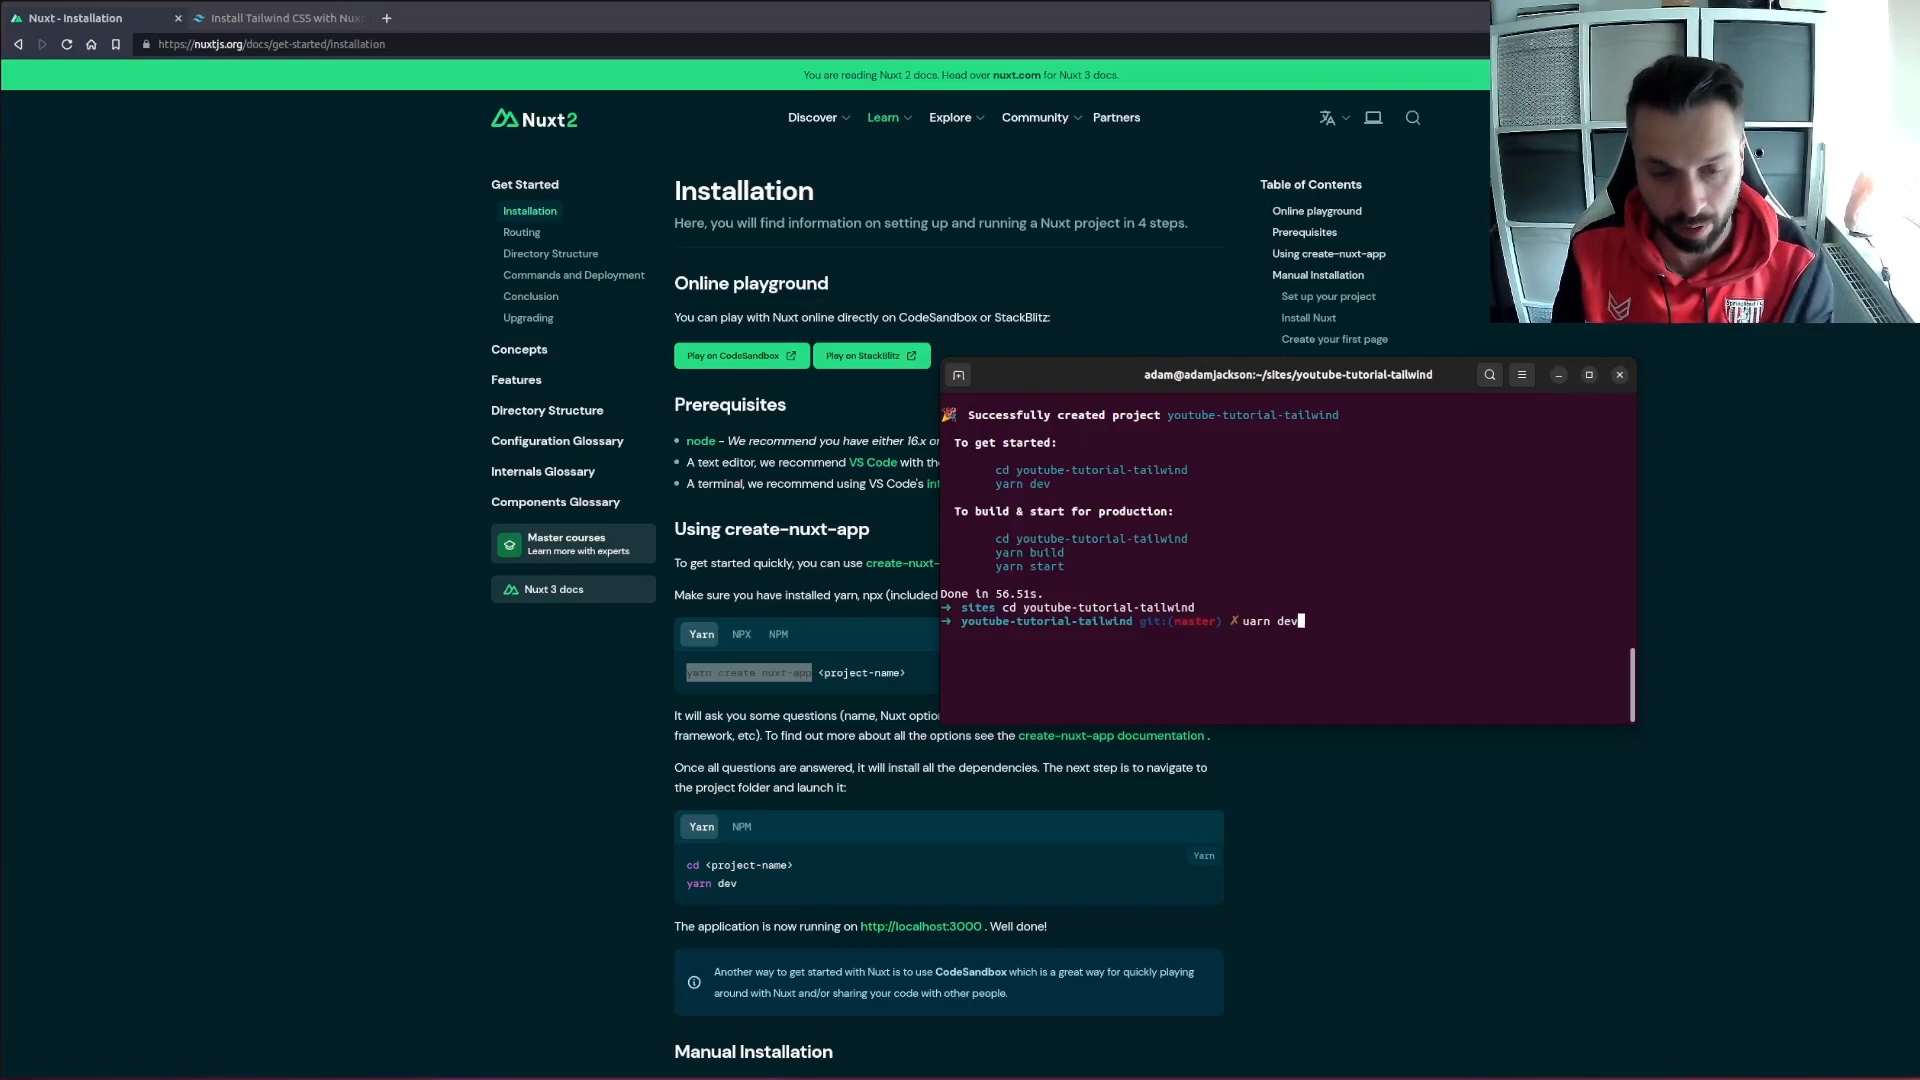 Nuxt - Installation
Install Tailwind CSS with Nux
https://nuxtjs.org/docs/get-started/installation
You are reading Nuxt 2 docs. Head over nuxt.com for Nuxt 3 docs.
Nuxt2
Discover
Learn
Explore
Community
Partners
Get Started
Installation
Routing
Directory Structure
Commands and Deployment
Conclusion
Upgrading
Concepts
Features
Directory Structure
Configuration Glossary
Internals Glossary
Components Glossary
Master courses
Learn more with experts
Nuxt 3 docs
Installation
Here, you will find information on setting up and running a Nuxt project in 4 steps.
Online playground
You can play with Nuxt online directly on CodeSandbox or StackBlitz:
Play on CodeSandbox
Play on StackBlitz
Prerequisites
node - We recommend you have either 16.x or
A text editor, we recommend VS Code with the
A terminal, we recommend using VS Code's int
Using create-nuxt-app
To get started quickly, you can use create-nuxt-
Make sure you have installed yarn, npx (included
Yarn NPX NPM
yarn create nuxt-app <project-name>
It will ask you some questions (name, Nuxt option
framework, etc). To find out more about all the options see the create-nuxt-app documentation .
Once all questions are answered, it will install all the dependencies. The next step is to navigate to
the project folder and launch it:
Yarn NPM
Yarn
cd <project-name>
yarn dev
The application is now running on http://localhost:3000 . Well done!
Another way to get started with Nuxt is to use CodeSandbox which is a great way for quickly playing
around with Nuxt and/or sharing your code with other people.
Manual Installation
Table of Contents
Online playground
Prerequisites
Using create-nuxt-app
Manual Installation
Set up your project
Install Nuxt
Create your first page
adam@adamjackson:~/sites/youtube-tutorial-tailwind
Successfully created project youtube-tutorial-tailwind
To get started:
cd youtube-tutorial-tailwind
yarn dev
To build & start for production:
cd youtube-tutorial-tailwind
yarn build
yarn start
Done in 56.51s.
➜ sites cd youtube-tutorial-tailwind
➜ youtube-tutorial-tailwind git:(master) ✗ uarn dev